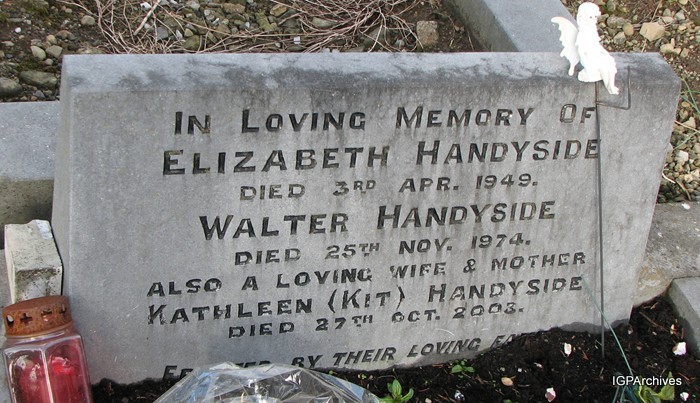 In Loving Memory Of
Elizabeth Handyside
died 3rd Apr. 1949.
Walter Handyside
died 25th Nov. 1974.
also a loving wife & mother
Kathleen (Kit) Handyside
died 27th Oct. 2003.
by their loving
IGPArchives